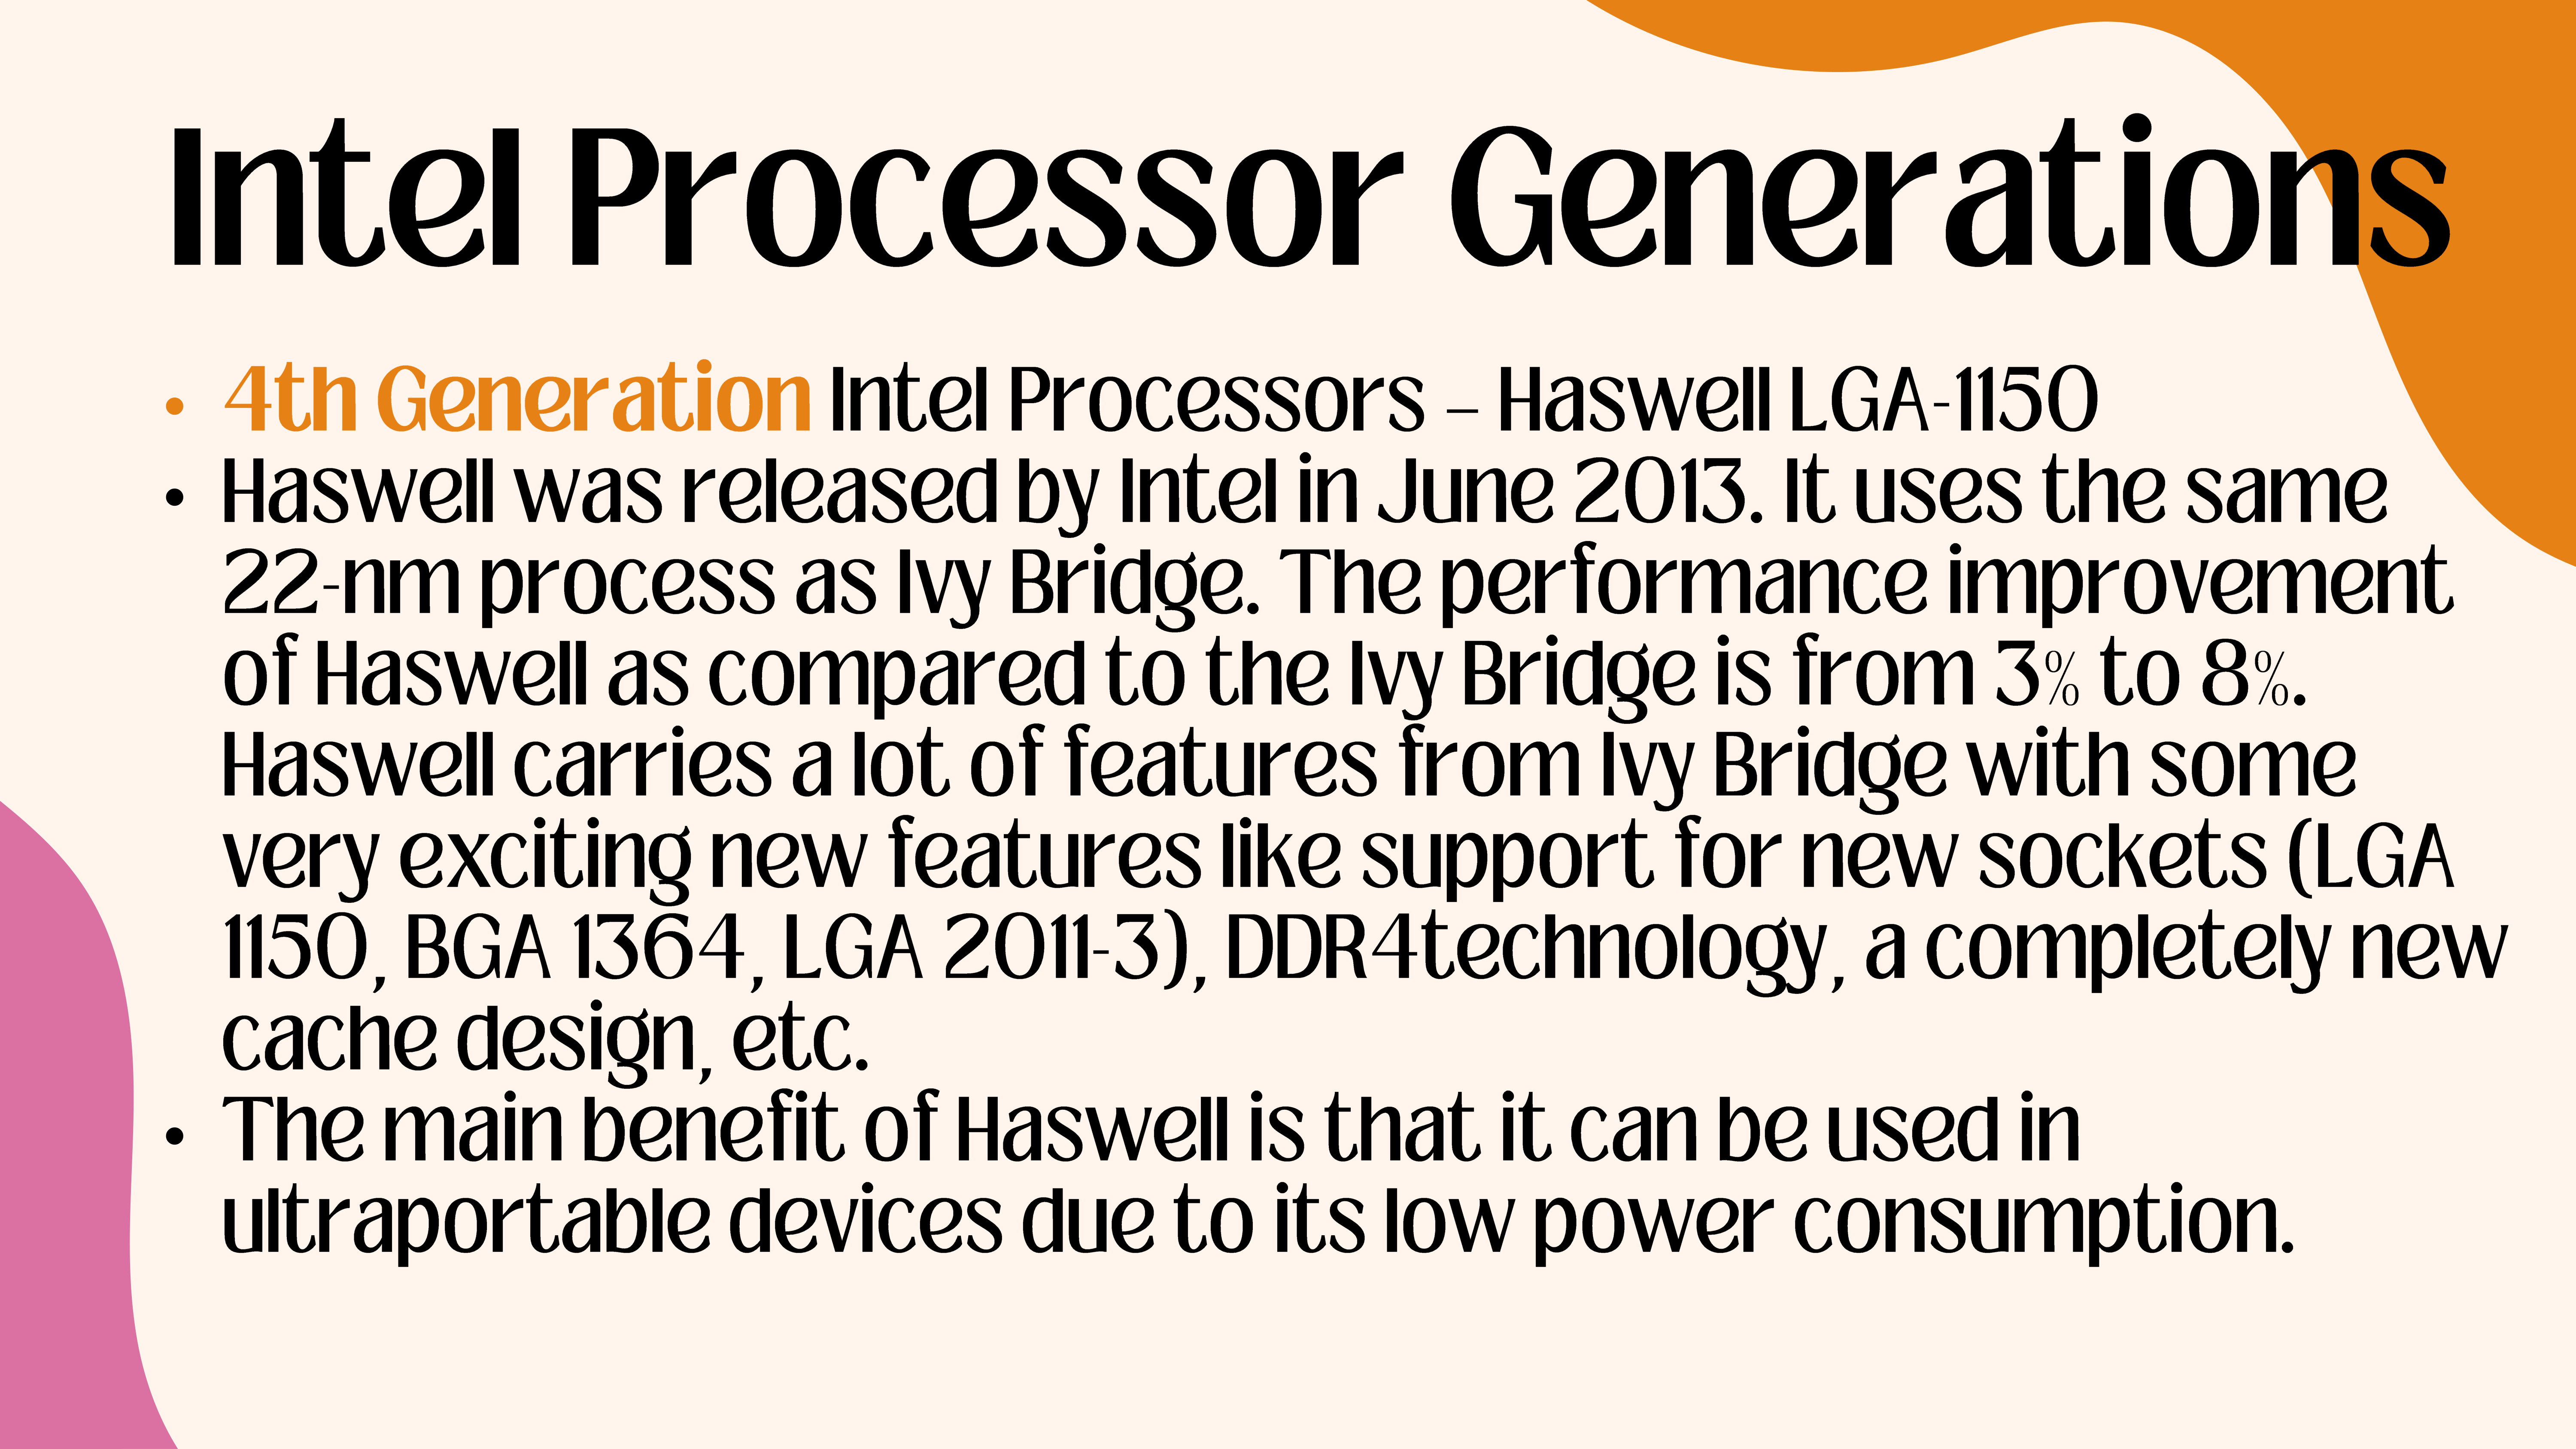 Intel Processor Generations
• 4th Generation Intel Processors – Haswell LGA-1150
• Haswell was released by Intel in June 2013. It uses the same
22-nm process as Ivy Bridge. The performance improvement
of Haswell as compared to the Ivy Bridge is from 3% to 8%.
Haswell carries a lot of features from Ivy Bridge with some
very exciting new features like support for new sockets (LGA
1150, BGA 1364, LGA 2011-3), DDR4technology, a completely new
cache design, etc.
• The main benefit of Haswell is that it can be used in
ultraportable devices due to its low power consumption.